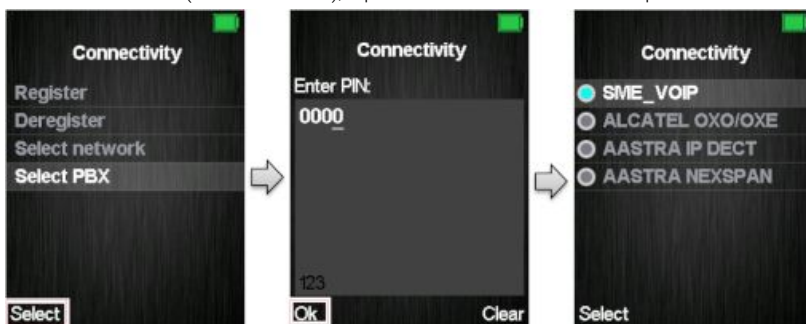 Connectivity
Register
Deregister
Select network
Select PBX
Select
Connectivity
Enter PIN:
0000
123
Ok
Clear
Connectivity
SME_VOIP
ALCATEL OXO/OXE
AASTRA IP DECT
AASTRA NEXSPAN
Select